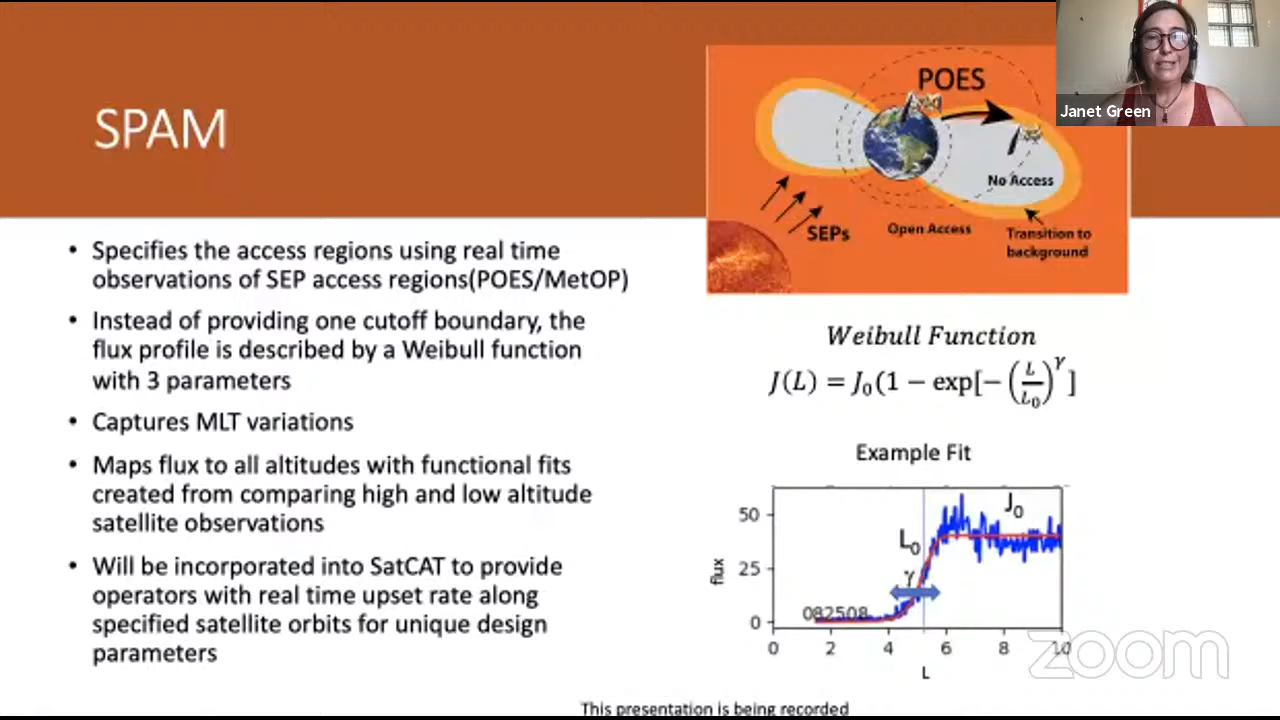 SPAM
• Specifies the access regions using real time
observations of SEP access regions(POES/MetOP)
• Instead of providing one cutoff boundary, the
flux profile is described by a Weibull function
with 3 parameters
• Captures MLT variations
• Maps flux to all altitudes with functional fits
created from comparing high and low altitude
satellite observations
• Will be incorporated into SatCAT to provide
operators with real time upset rate along
specified satellite orbits for unique design
parameters
POES
No Access
SEPs
Open Access
Transition to
background
Janet Green
Weibull Function
J(L) = J₀(1 − exp[−(L/L₀)^γ]
Example Fit
flux
50
25
0
J₀
L₀
γ
082508
0 2 4 6 8 10
L
zoom
This presentation is being recorded